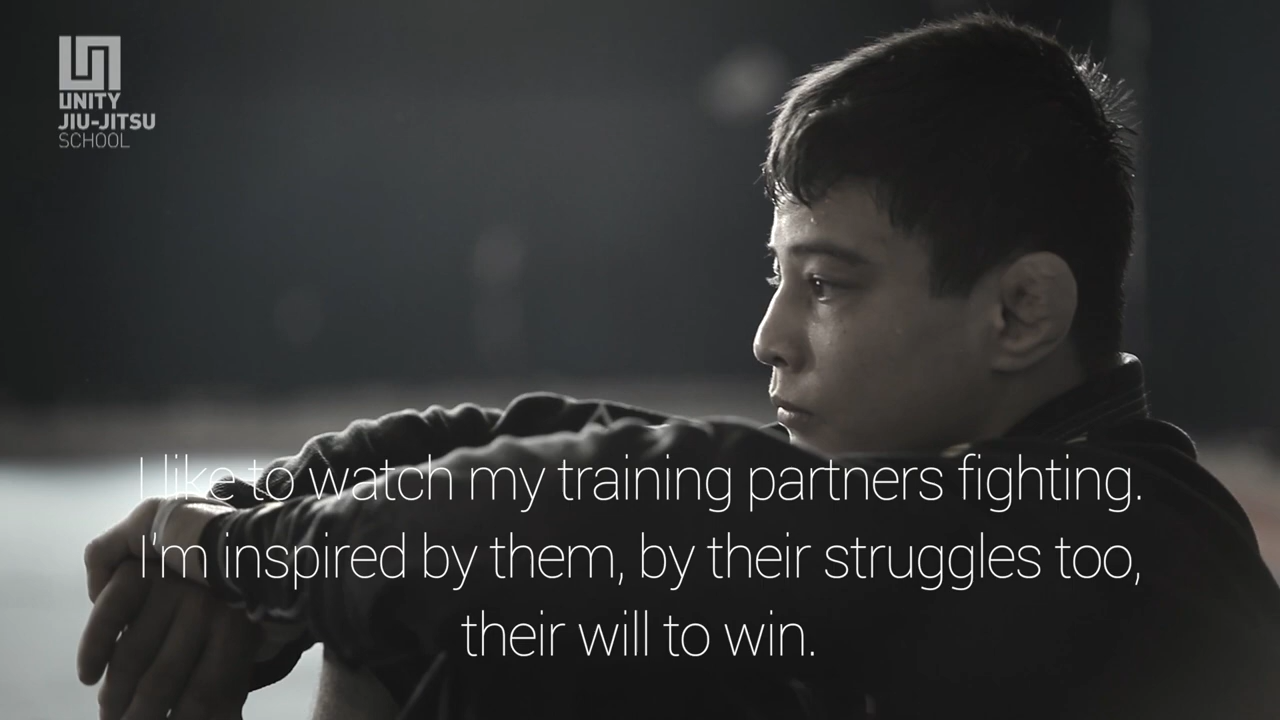 UNITY
JIU-JITSU
SCHOOL
I like to watch my training partners fighting.
I'm inspired by them, by their struggles too,
their will to win.